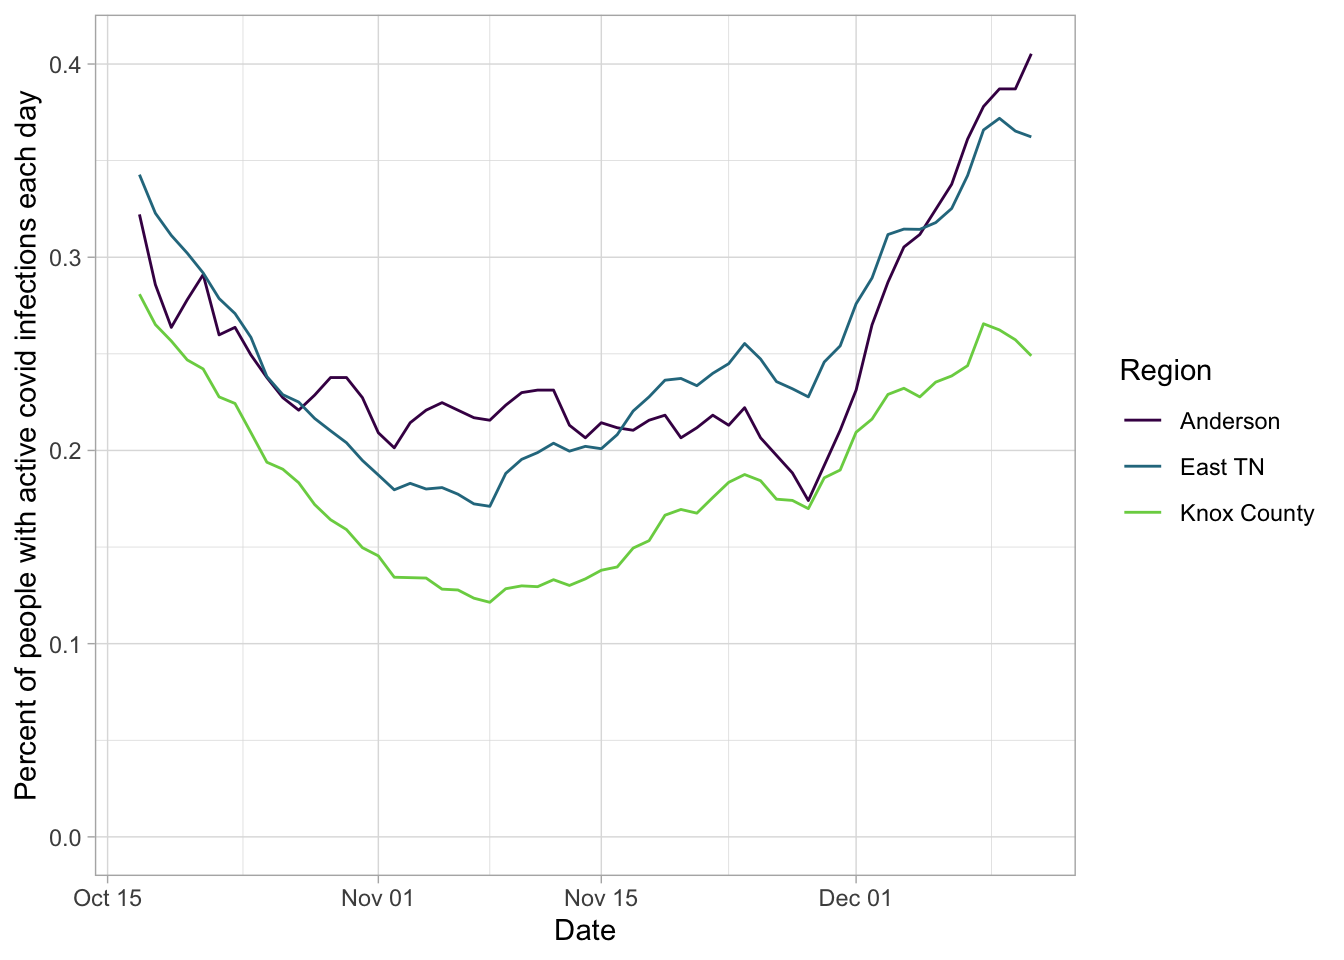 Percent of people with active covid infections each day
0.4
0.3
0.2
0.1
0.0
Oct 15
Nov 01
Nov 15
Dec 01
Date
Region
Anderson
East TN
Knox County